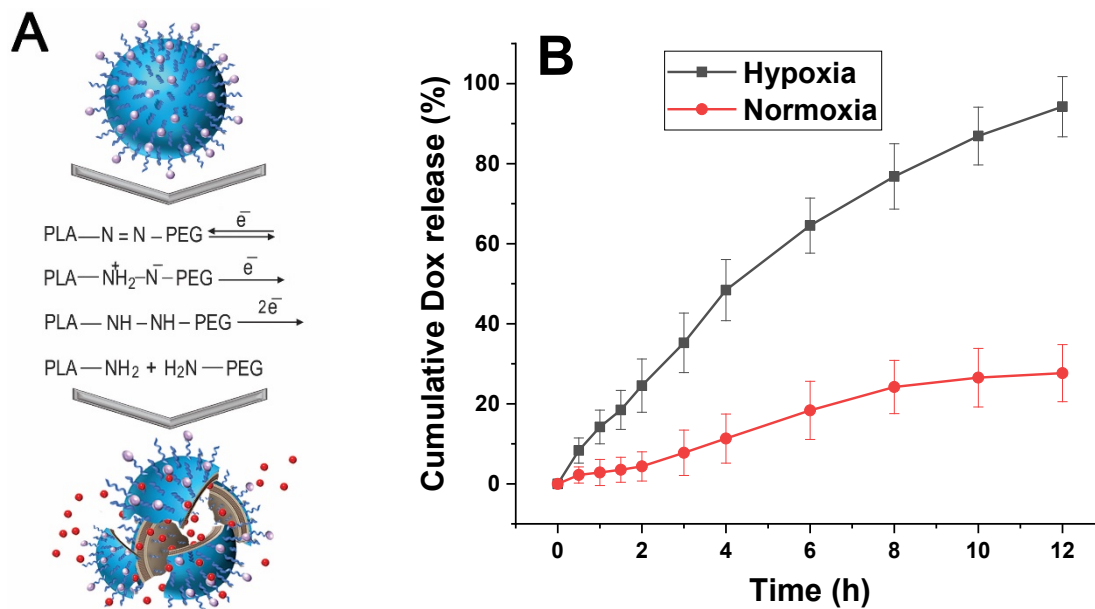 A
e⁻
PLA—N=N—PEG
PLA—N⁺H₂-N⁻—PEG e⁻
PLA—NH—NH—PEG 2e⁻
PLA—NH₂ + H₂N—PEG
B
Hypoxia
Normoxia
Cumulative Dox release (%)
100
80
60
40
20
0
0 2 4 6 8 10 12
Time (h)